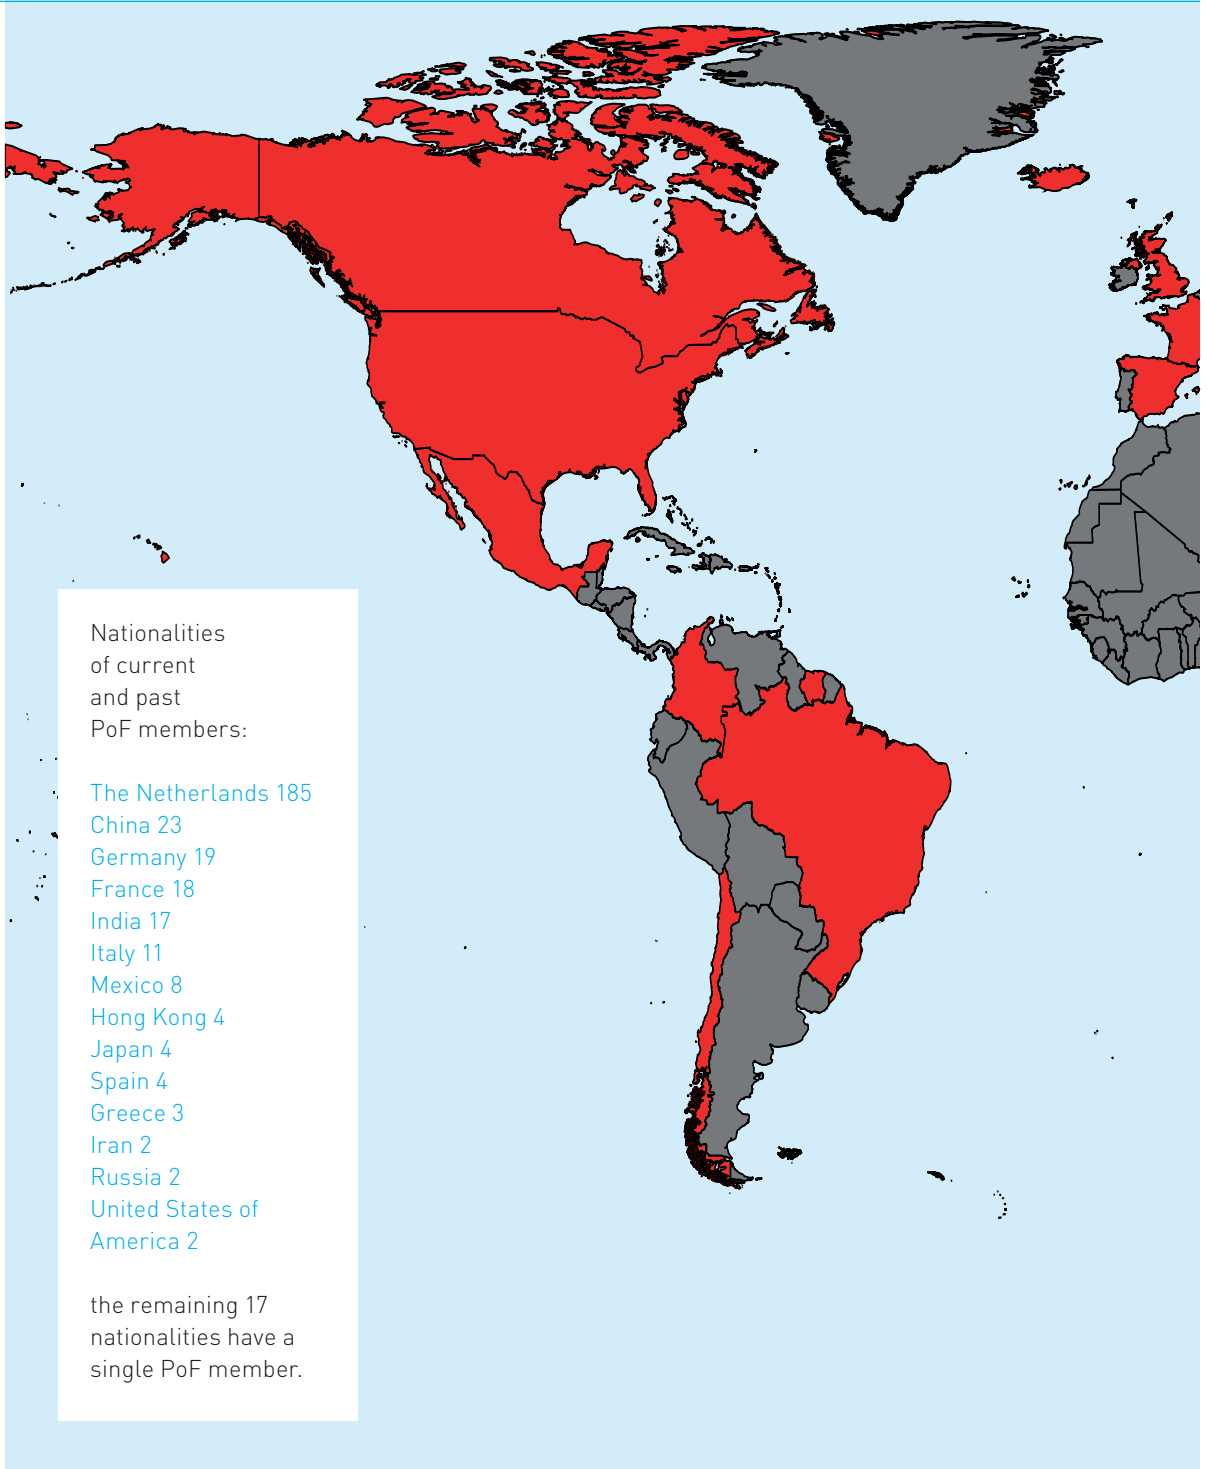 Nationalities
of current
and past
PoF members:
The Netherlands 185
China 23
Germany 19
France 18
India 17
Italy 11
Mexico 8
Hong Kong 4
Japan 4
Spain 4
Greece 3
Iran 2
Russia 2
United States of
America 2
the remaining 17
nationalities have a
single PoF member.